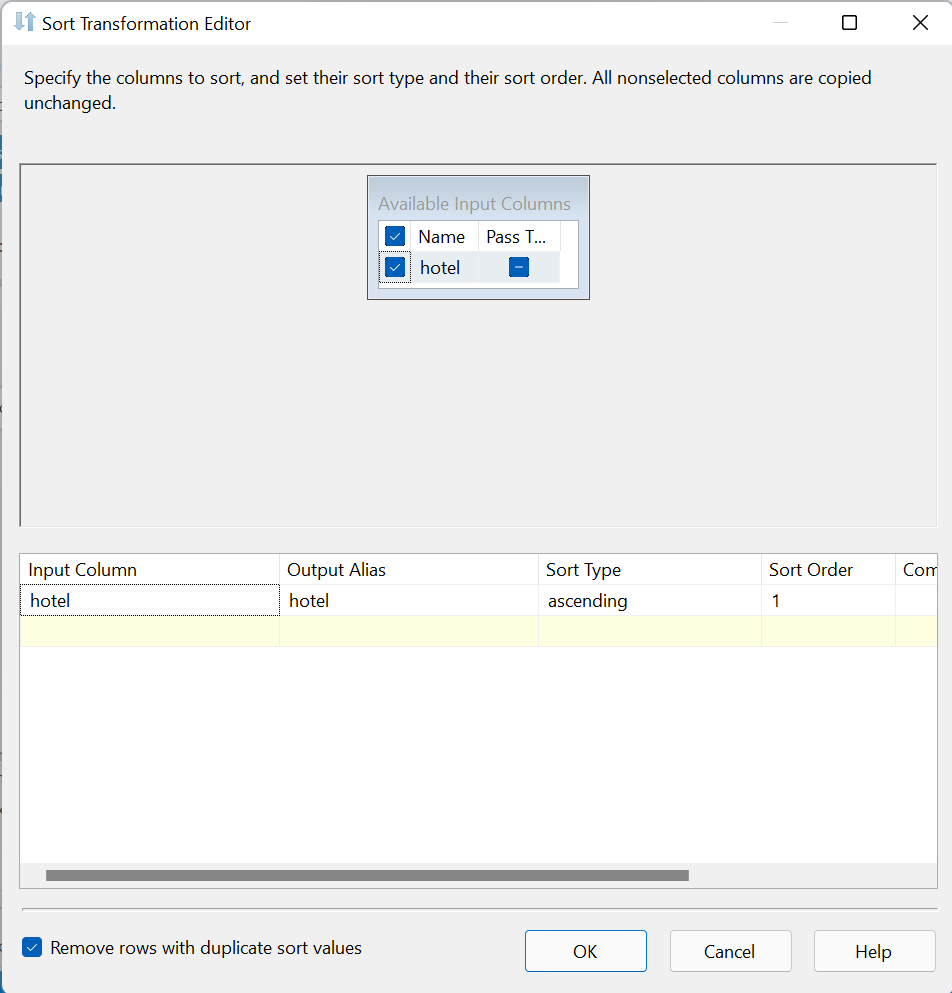 Sort Transformation Editor
Specify the columns to sort, and set their sort type and their sort order. All nonselected columns are copied
unchanged.
Available Input Columns
Name Pass T...
hotel
Input Column Output Alias Sort Type Sort Order Com
hotel hotel ascending 1
Remove rows with duplicate sort values
OK Cancel Help